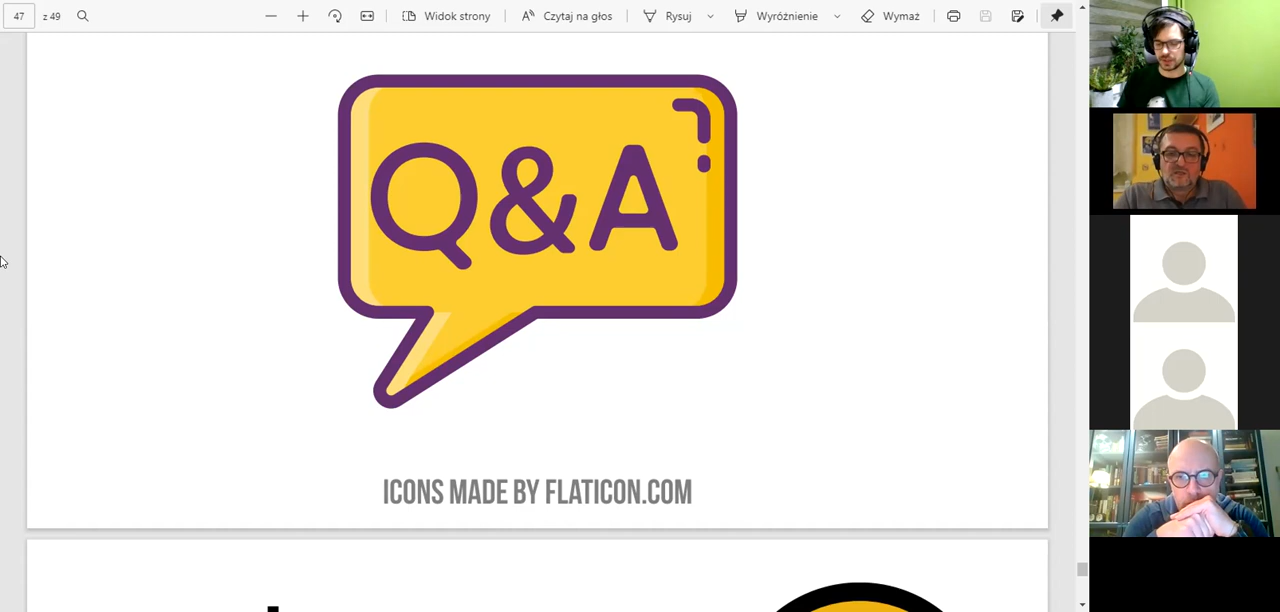 47 z 49 Widok strony Czytaj na głos Rysuj Wyróżnienie Wymaż
Q&A
ICONS MADE BY FLATICON.COM